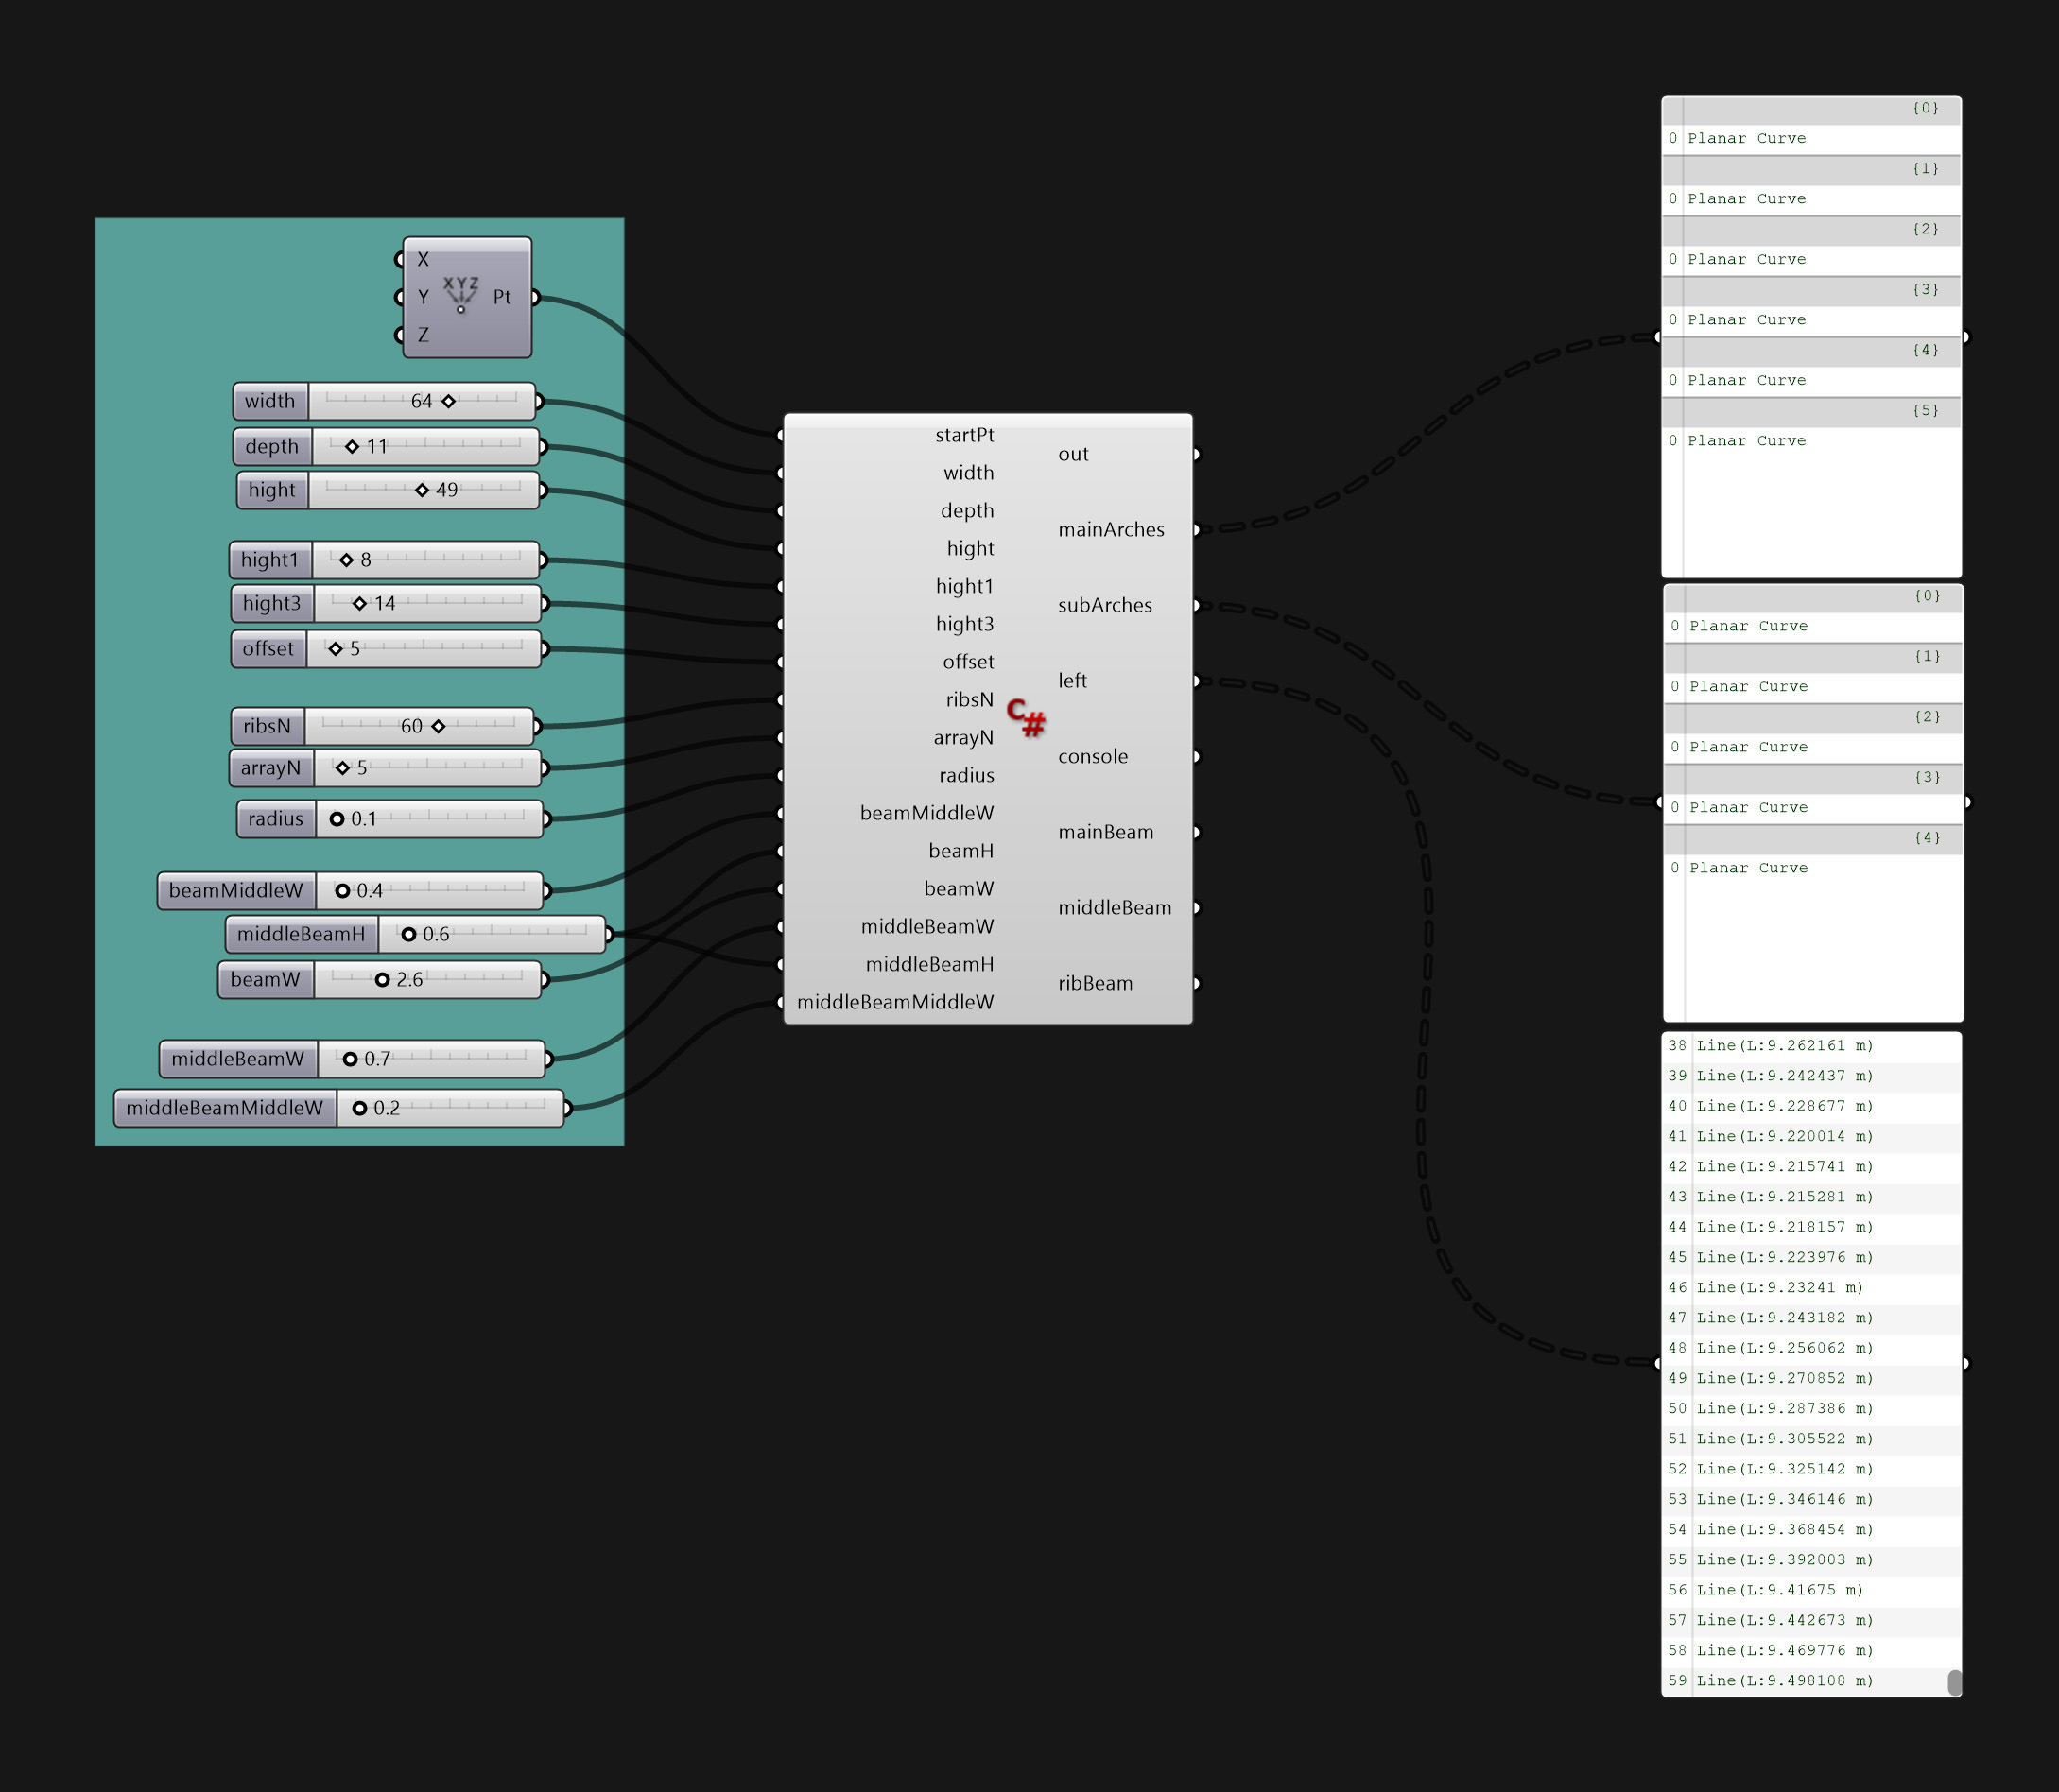 X
Y
Z
XYZ
Pt
width 64
depth 11
hight 49
hight1 8
hight3 14
offset 5
ribsN 60
arrayN 5
radius 0.1
beamMiddleW 0.4
middleBeamH 0.6
beamW 2.6
middleBeamW 0.7
middleBeamMiddleW 0.2
startPt
width
depth
hight
hight1
hight3
offset
ribsN
arrayN
radius
beamMiddleW
beamH
beamW
middleBeamW
middleBeamH
middleBeamMiddleW
C#
out
mainArches
subArches
left
console
mainBeam
middleBeam
ribBeam
{0}
0 Planar Curve
{1}
0 Planar Curve
{2}
0 Planar Curve
{3}
0 Planar Curve
{4}
0 Planar Curve
{5}
0 Planar Curve
{0}
0 Planar Curve
{1}
0 Planar Curve
{2}
0 Planar Curve
{3}
0 Planar Curve
{4}
0 Planar Curve
38 Line(L:9.262161 m)
39 Line(L:9.242437 m)
40 Line(L:9.228677 m)
41 Line(L:9.220014 m)
42 Line(L:9.215741 m)
43 Line(L:9.215281 m)
44 Line(L:9.218157 m)
45 Line(L:9.223976 m)
46 Line(L:9.23241 m)
47 Line(L:9.243182 m)
48 Line(L:9.256062 m)
49 Line(L:9.270852 m)
50 Line(L:9.287386 m)
51 Line(L:9.305522 m)
52 Line(L:9.325142 m)
53 Line(L:9.346146 m)
54 Line(L:9.368454 m)
55 Line(L:9.392003 m)
56 Line(L:9.41675 m)
57 Line(L:9.442673 m)
58 Line(L:9.469776 m)
59 Line(L:9.498108 m)